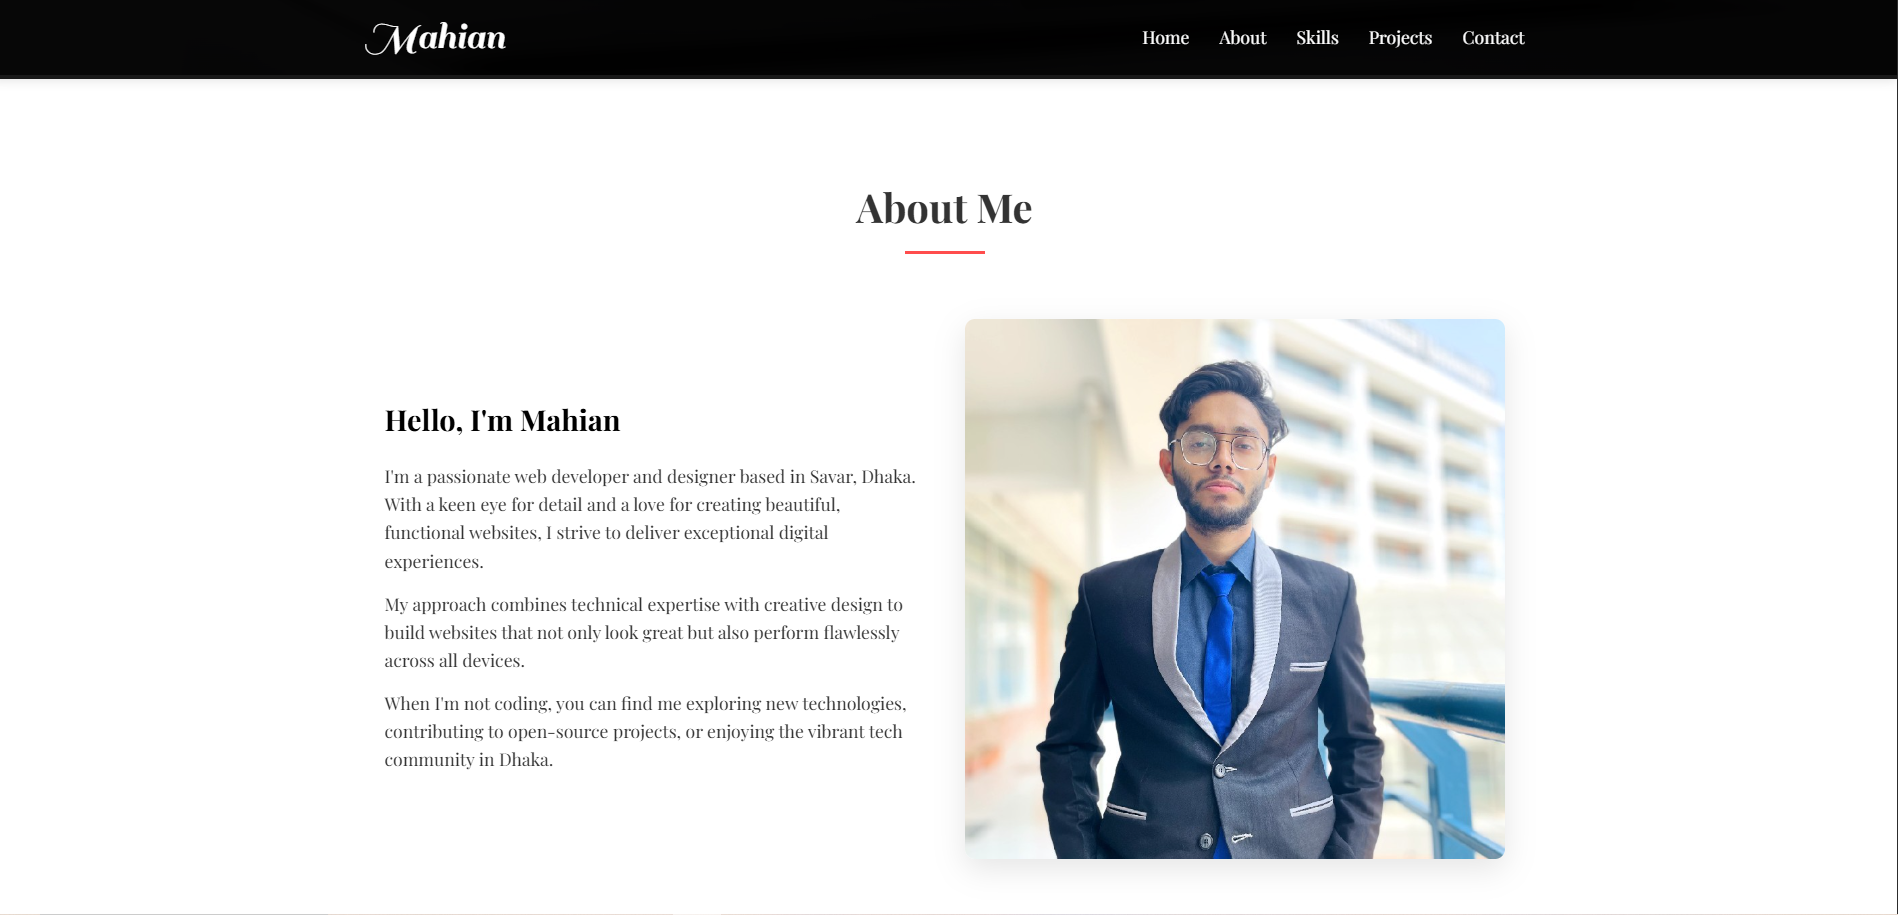 Mahian
Home About Skills Projects Contact
About Me
Hello, I'm Mahian
I'm a passionate web developer and designer based in Savar, Dhaka.
With a keen eye for detail and a love for creating beautiful,
functional websites, I strive to deliver exceptional digital
experiences.
My approach combines technical expertise with creative design to
build websites that not only look great but also perform flawlessly
across all devices.
When I'm not coding, you can find me exploring new technologies,
contributing to open-source projects, or enjoying the vibrant tech
community in Dhaka.